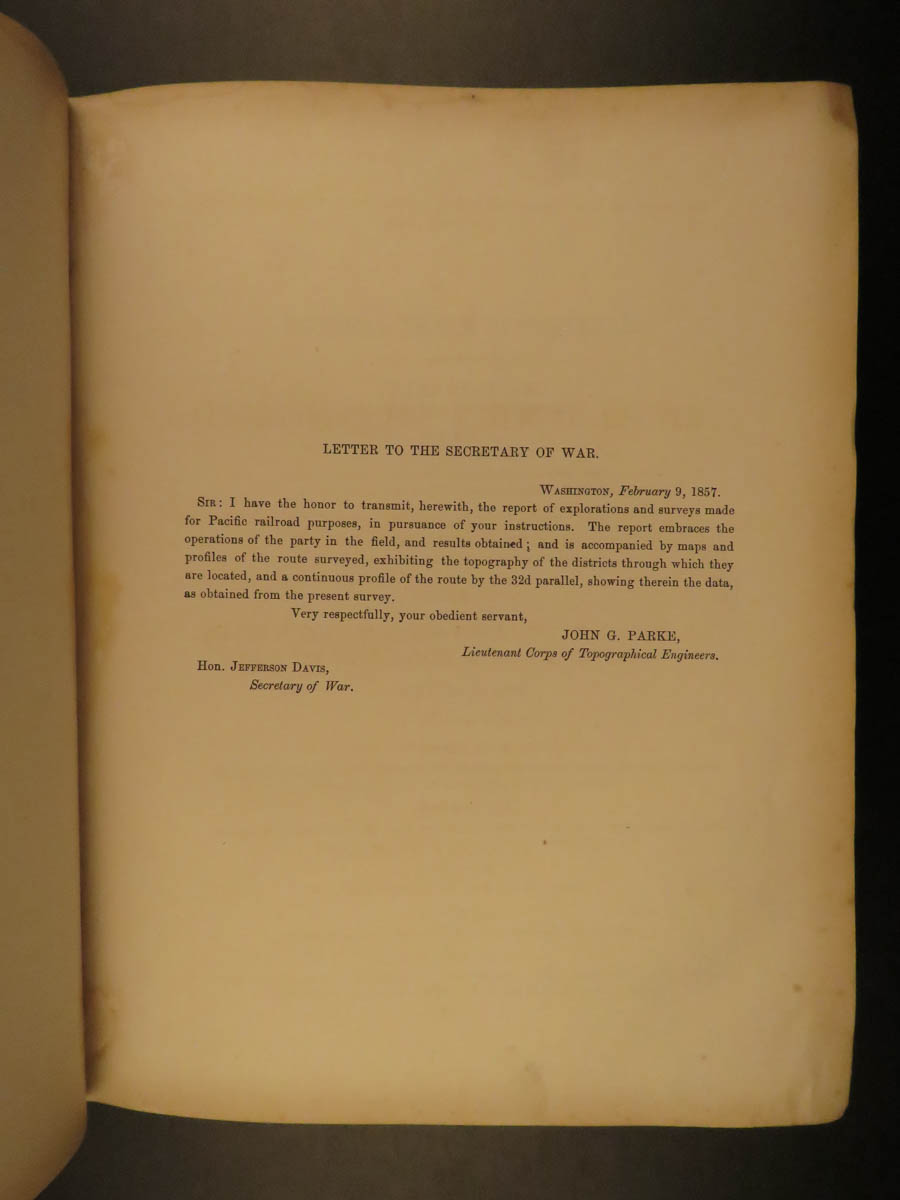 LETTER TO THE SECRETARY OF WAR.
Washington, February 9, 1857.
Sir: I have the honor to transmit, herewith, the report of explorations and surveys made
for Pacific railroad purposes, in pursuance of your instructions. The report embraces the
operations of the party in the field, and results obtained; and is accompanied by maps and
profiles of the route surveyed, exhibiting the topography of the districts through which they
are located, and a continuous profile of the route by the 32d parallel, showing therein the data,
as obtained from the present survey.
Very respectfully, your obedient servant,
JOHN G. PARKE,
Lieutenant Corps of Topographical Engineers.
Hon. Jefferson Davis,
Secretary of War.